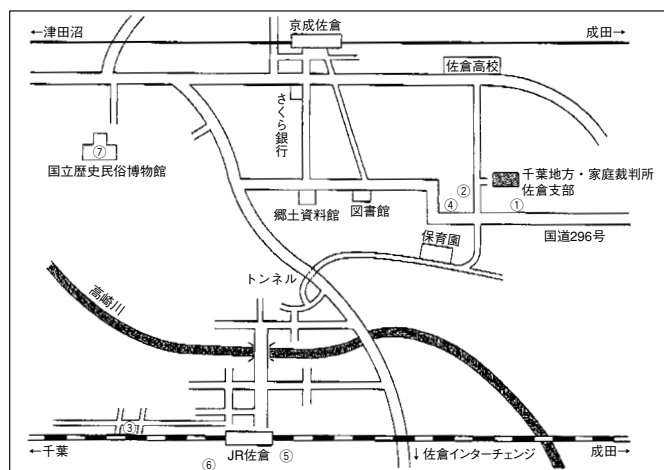 ←津田沼
京成佐倉
成田→
佐倉高校
さくら銀行
⑦
国立歴史民俗博物館
千葉地方・家庭裁判所
佐倉支部
②
④
①
郷土資料館
図書館
保育園
国道296号
トンネル
高崎川
③
←千葉
JR佐倉
⑤
⑥
↓佐倉インターチェンジ
成田→